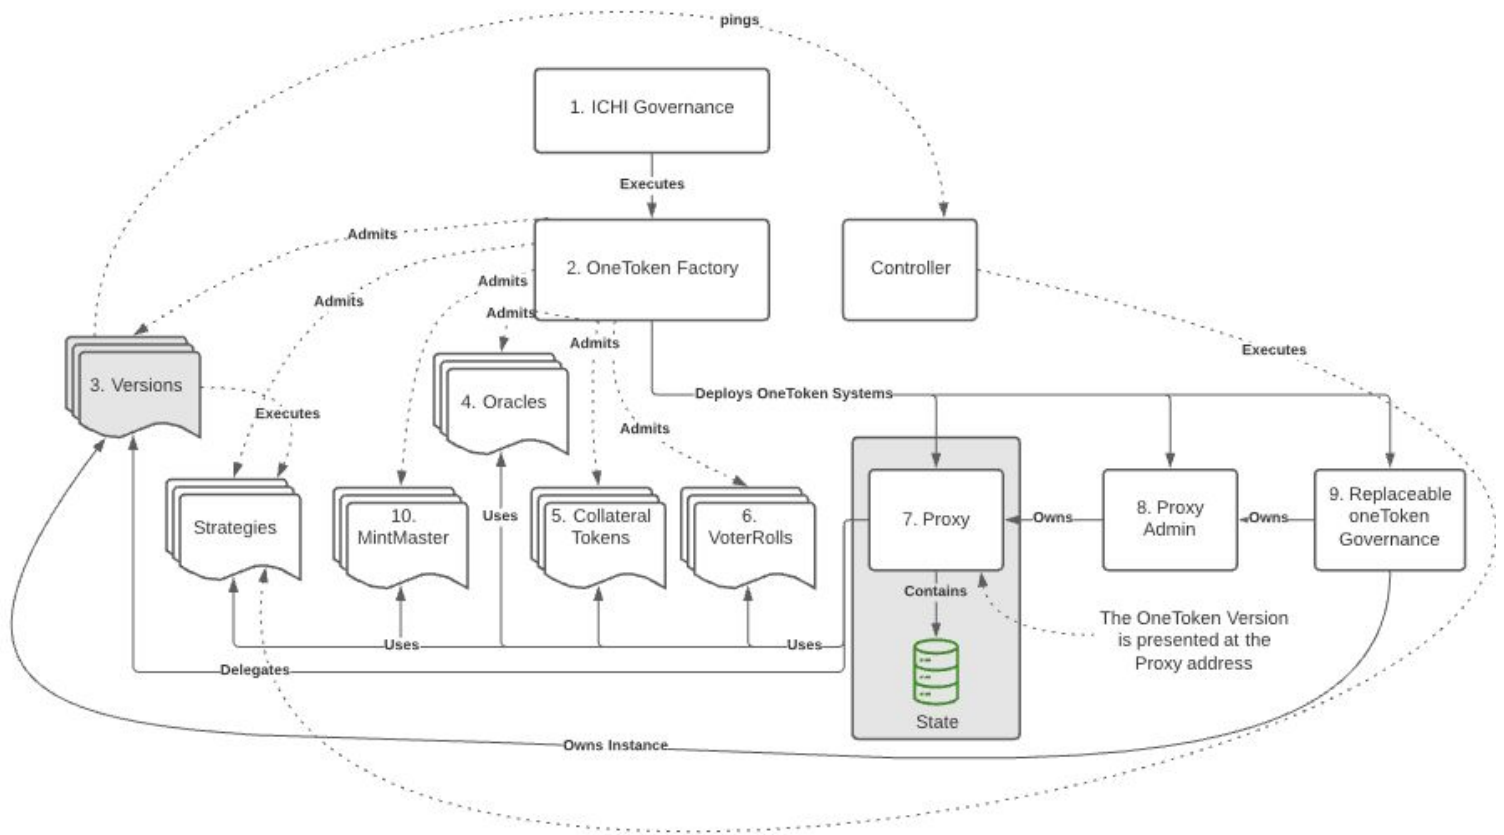 pings
1. ICHI Governance
Executes
Admits
2. OneToken Factory
Controller
Admits
Admits
Admits
Admits
Executes
3. Versions
Executes
4. Oracles
Deploys OneToken Systems
Admits
Strategies
10.
MintMaster
Uses
5. Collateral
Tokens
6.
VoterRolls
7. Proxy
Owns
8. Proxy
Admin
Owns
9. Replaceable
oneToken
Governance
Contains
The OneToken Version
is presented at the
Proxy address
Uses
Uses
Delegates
State
Owns Instance